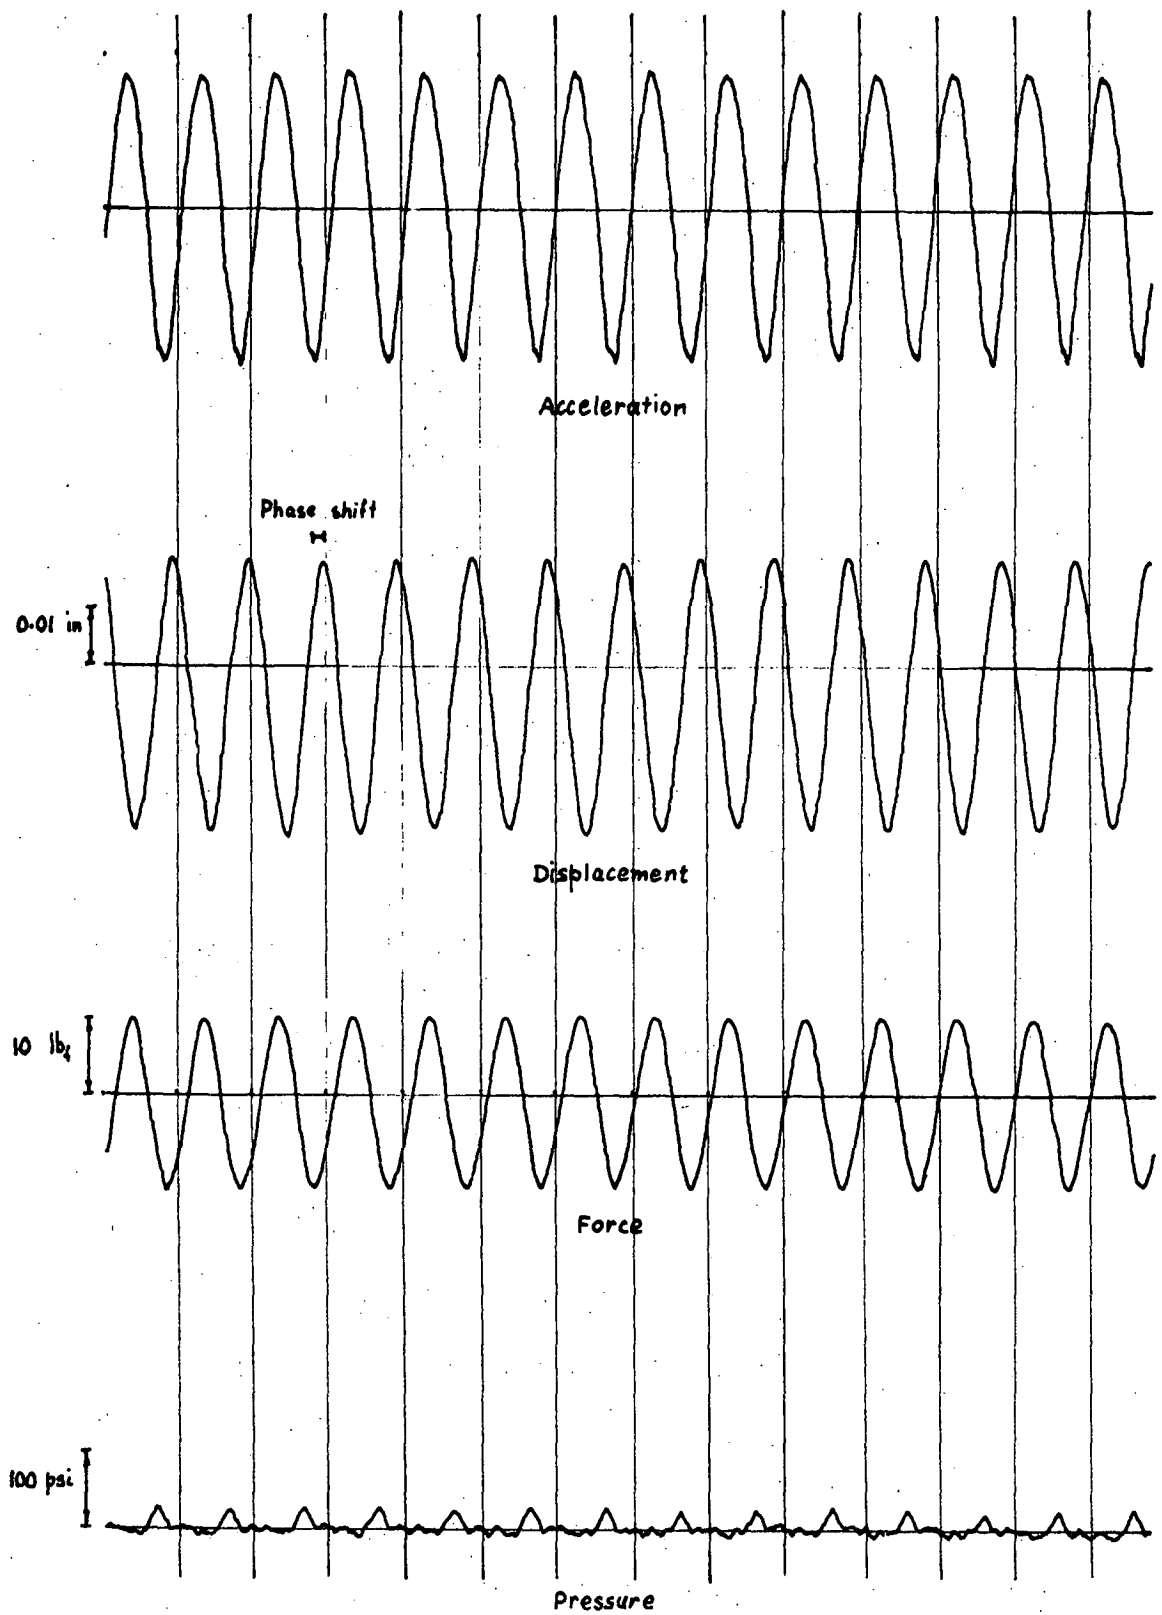 Acceleration
Phase shift
0.01 in
Displacement
10 lbf
Force
100 psi
Pressure